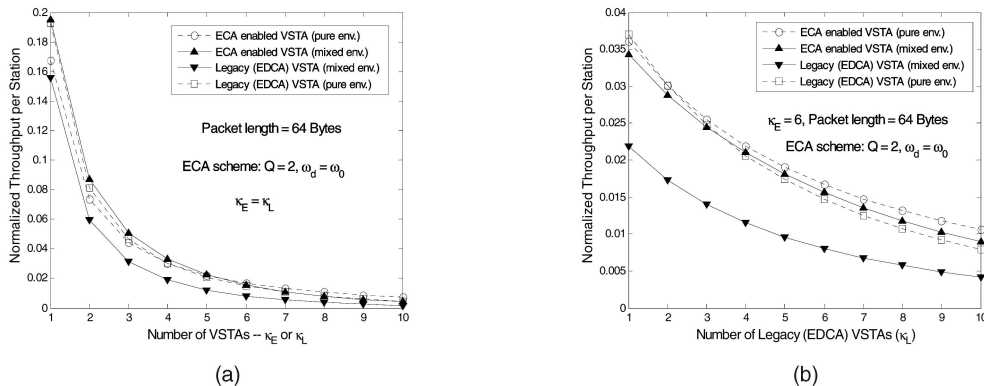 0.2
0.18
0.16
0.14
0.12
0.1
0.08
0.06
0.04
0.02
0
Normalized Throughput per Station
ECA enabled VSTA (pure env.)
ECA enabled VSTA (mixed env.)
Legacy (EDCA) VSTA (mixed env.)
Legacy (EDCA) VSTA (pure env.)
Packet length = 64 Bytes
ECA scheme: Q = 2, ω_d = ω_0
κ_E = κ_L
1 2 3 4 5 6 7 8 9 10
Number of VSTAs -- κ_E or κ_L
(a)
0.04
0.035
0.03
0.025
0.02
0.015
0.01
0.005
0
Normalized Throughput per Station
ECA enabled VSTA (pure env.)
ECA enabled VSTA (mixed env.)
Legacy (EDCA) VSTA (mixed env.)
Legacy (EDCA) VSTA (pure env.)
κ_E = 6, Packet length = 64 Bytes
ECA scheme: Q = 2, ω_d = ω_0
1 2 3 4 5 6 7 8 9 10
Number of Legacy (EDCA) VSTAs (κ_L)
(b)